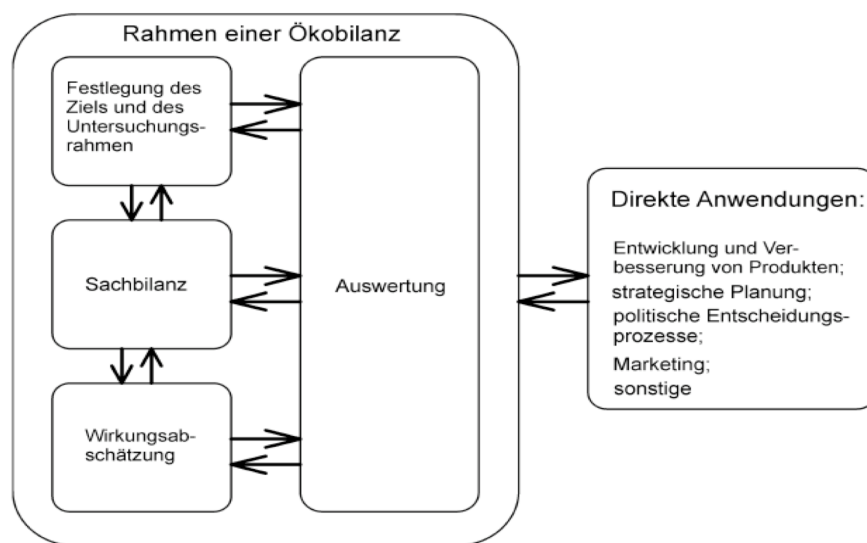 Rahmen einer Ökobilanz
Festlegung des
Ziels und des
Untersuchungs-
rahmen
Sachbilanz
Wirkungsab-
schätzung
Auswertung
Direkte Anwendungen:
Entwicklung und Ver-
besserung von Produkten;
strategische Planung;
politische Entscheidungs-
prozesse;
Marketing;
sonstige